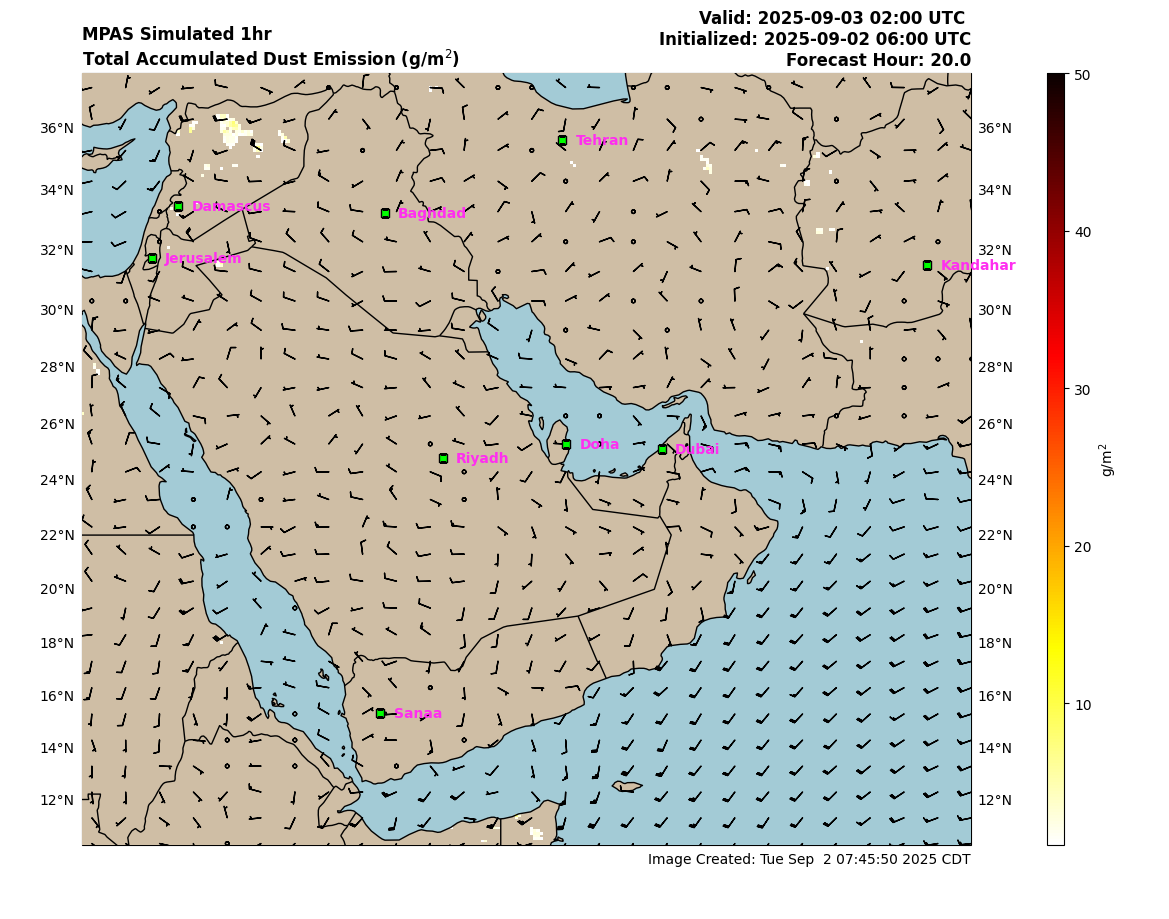 MPAS Simulated 1hr
Total Accumulated Dust Emission (g/m²)
Valid: 2025-09-03 02:00 UTC
Initialized: 2025-09-02 06:00 UTC
Forecast Hour: 20.0
36°N
34°N
32°N
30°N
28°N
26°N
24°N
22°N
20°N
18°N
16°N
14°N
12°N
Tehran
Damascus
Baghdad
Jerusalem
Kandahar
Doha
Dubai
Riyadh
Sanaa
36°N
34°N
32°N
30°N
28°N
26°N
24°N
22°N
20°N
18°N
16°N
14°N
12°N
50
40
30
20
10
g/m²
Image Created: Tue Sep  2 07:45:50 2025 CDT